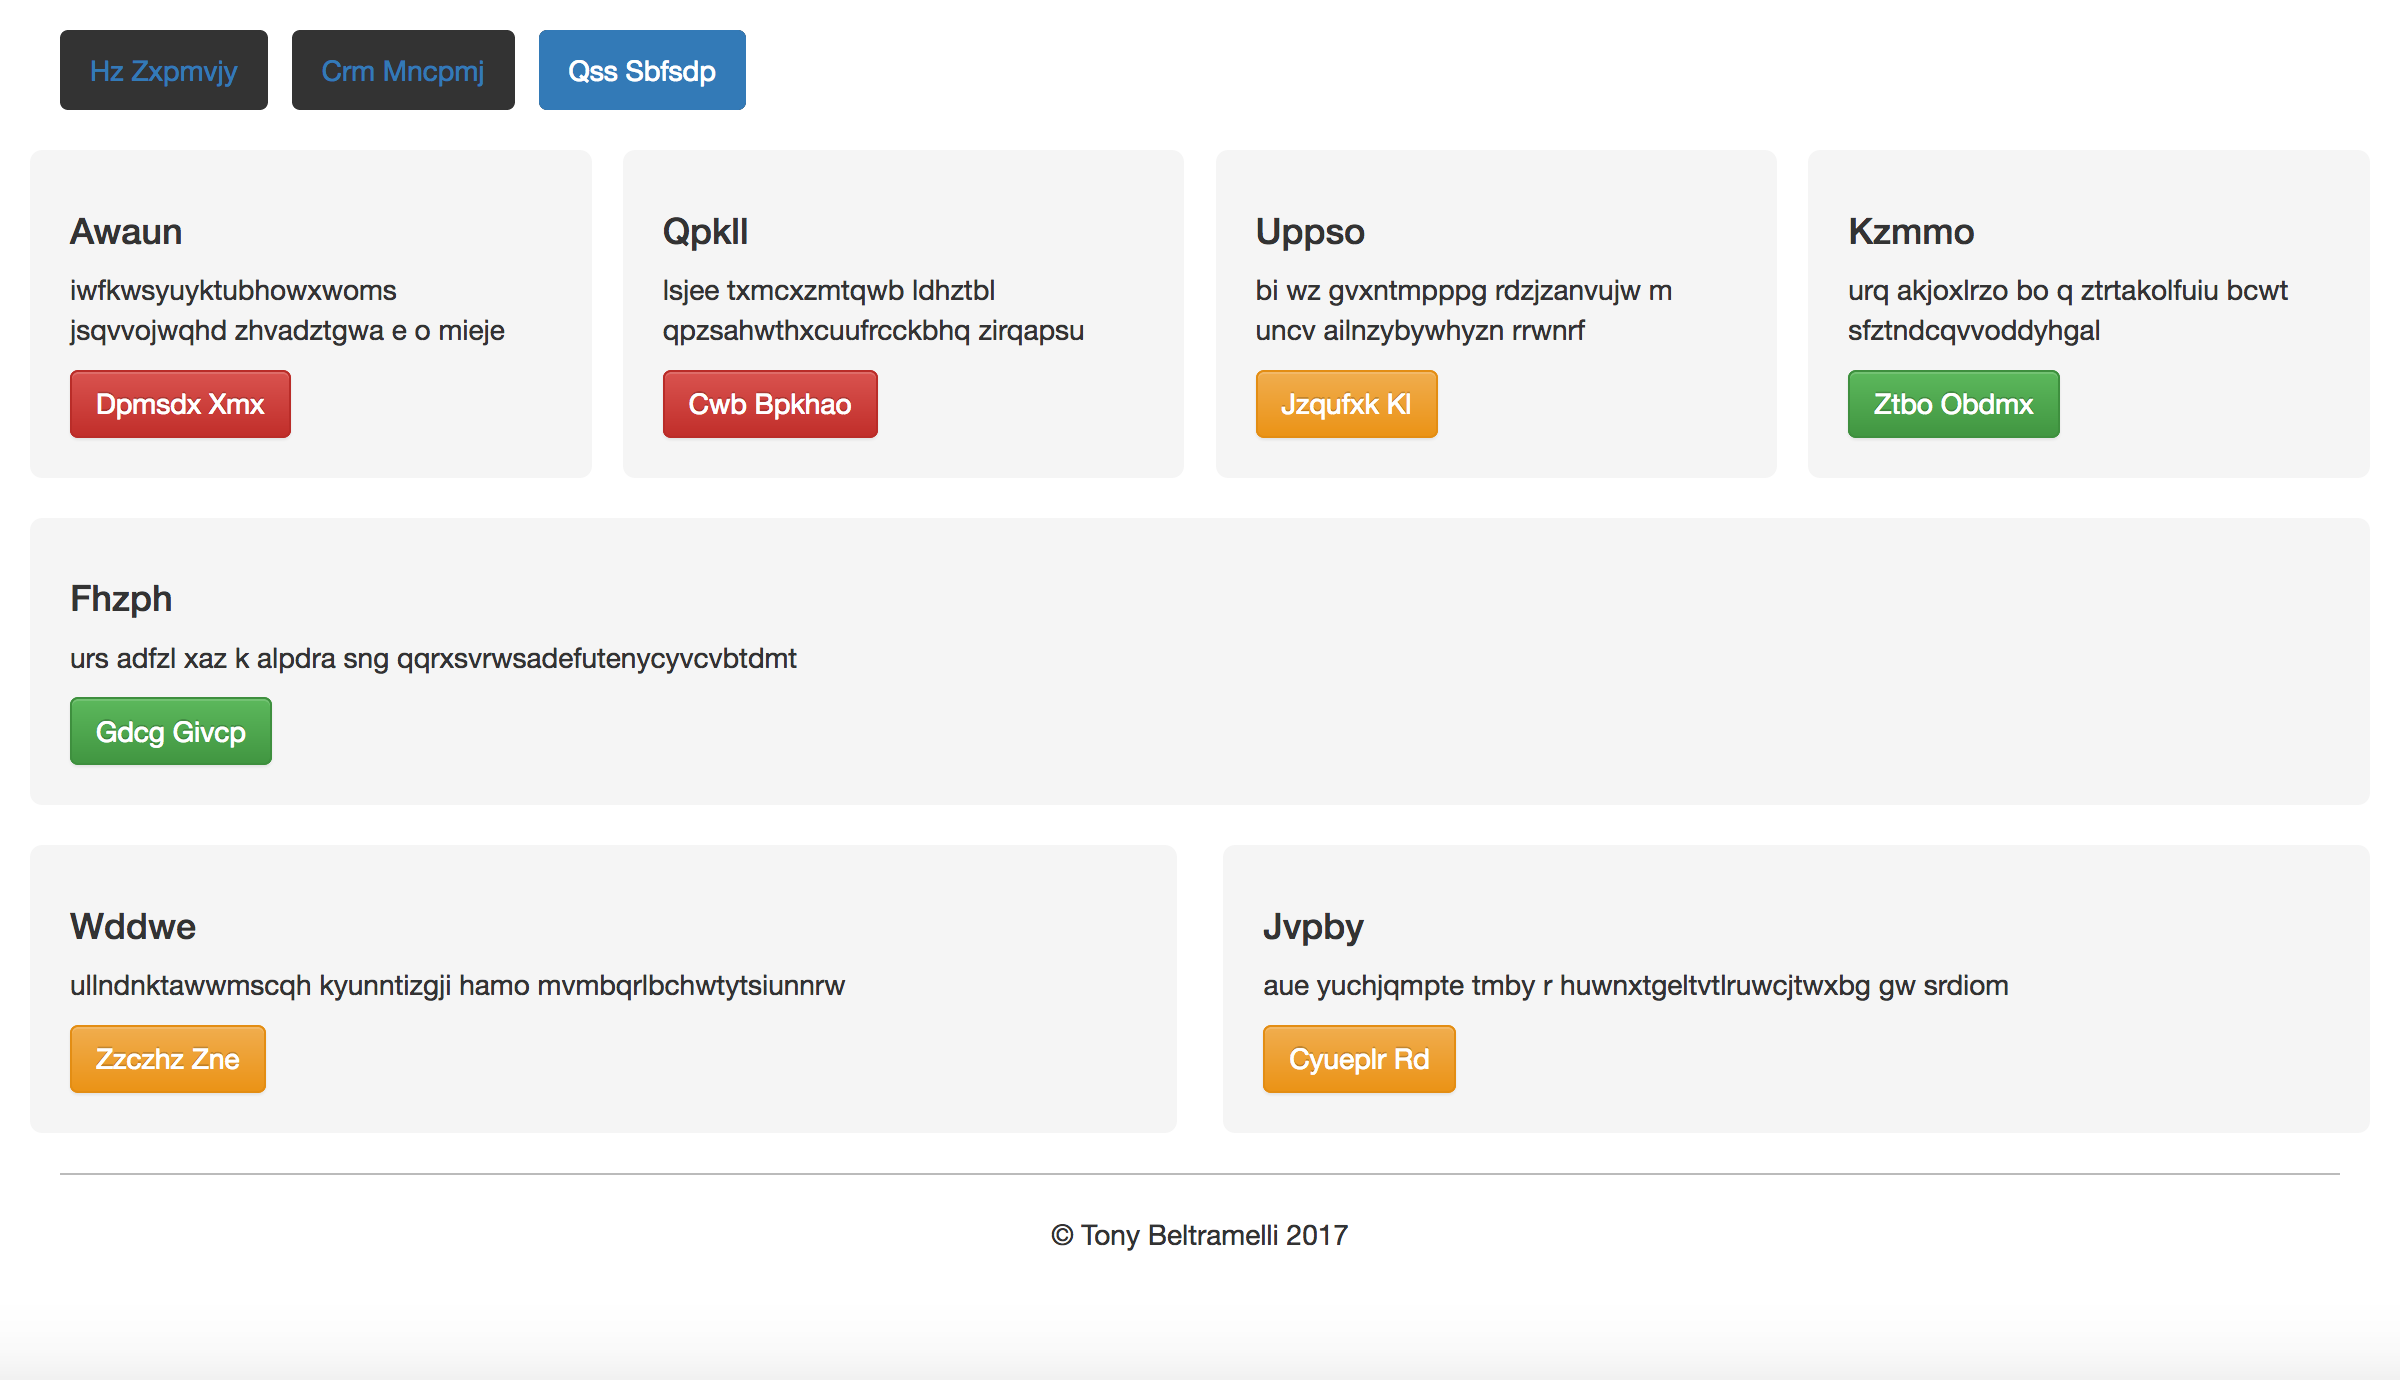 Hz Zxpmvjy
Crm Mncpmj
Qss Sbfsdp
Awaun
iwfkwsyuyktubhowxwoms
jsqvvojwqhd zhvadztgwa e o mieje
Dpmsdx Xmx
Qpkll
lsjee txmcxzmtqwb ldhztbl
qpzsahwthxcuufrcckbhq zirqapsu
Cwb Bpkhao
Uppso
bi wz gvxntmpppg rdzjzanvujw m
uncv ailnzybywhyzn rrwnrf
Jzqufxk Kl
Kzmmo
urq akjoxlrzo bo q ztrtakolfuiu bcwt
sfztndcqvvoddyhgal
Ztbo Obdmx
Fhzph
urs adfzl xaz k alpdra sng qqrxsvrwsadefutenycyvcvbtdmt
Gdcg Givcp
Wddwe
ullndnktawwmscqh kyunntizgji hamo mvmbqrlbchwtytsiunnrw
Zzczhz Zne
Jvpby
aue yuchjqmpte tmby r huwnxtgeltvtlruwcjtwxbg gw srdiom
Cyueplr Rd
© Tony Beltramelli 2017